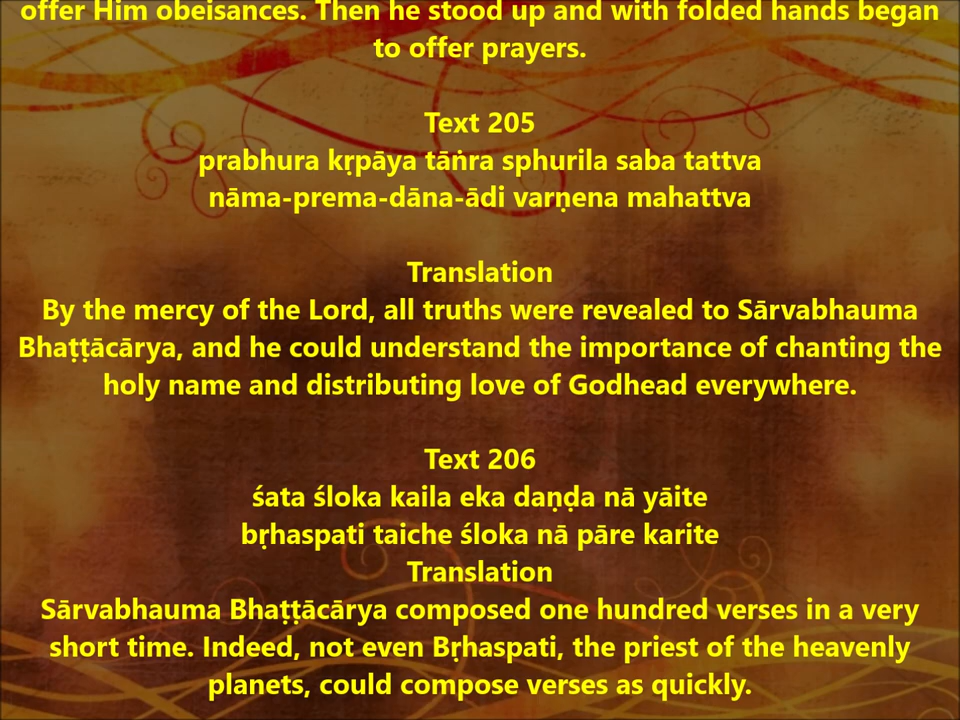 offer Him obeisances. Then he stood up and with folded hands began
to offer prayers.
Text 205
prabhura kṛpāya tāṅra sphurila saba tattva
nāma-prema-dāna-ādi varṇena mahattva
Translation
By the mercy of the Lord, all truths were revealed to Sārvabhauma
Bhaṭṭācārya, and he could understand the importance of chanting the
holy name and distributing love of Godhead everywhere.
Text 206
śata śloka kaila eka daṇḍa nā yāite
bṛhaspati taiche śloka nā pāre karite
Translation
Sārvabhauma Bhaṭṭācārya composed one hundred verses in a very
short time. Indeed, not even Bṛhaspati, the priest of the heavenly
planets, could compose verses as quickly.